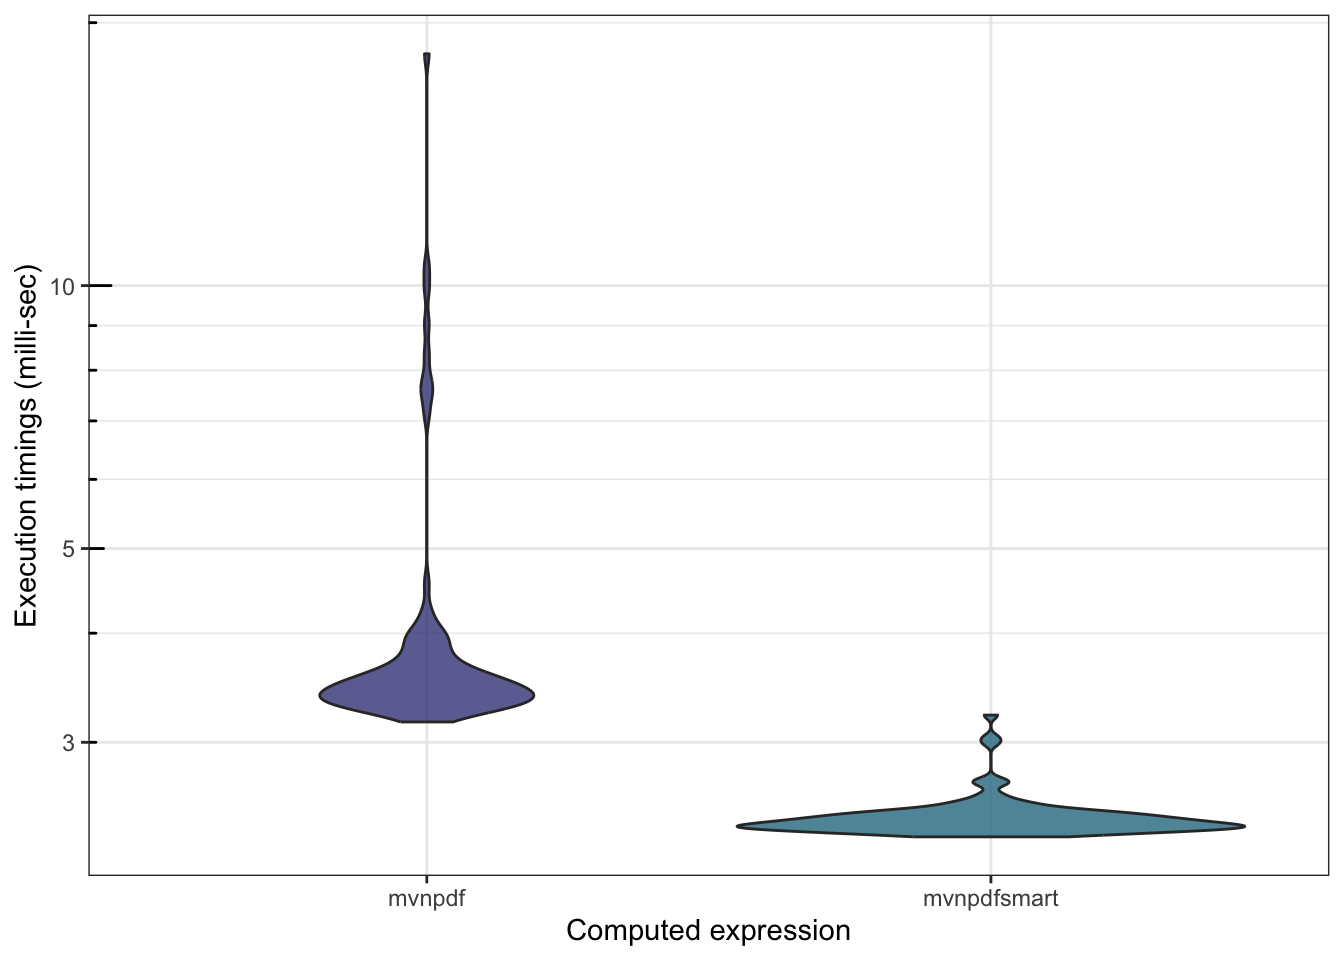 Execution timings (milli-sec)
10
5
3
mvnpdf
mvnpdfsmart
Computed expression